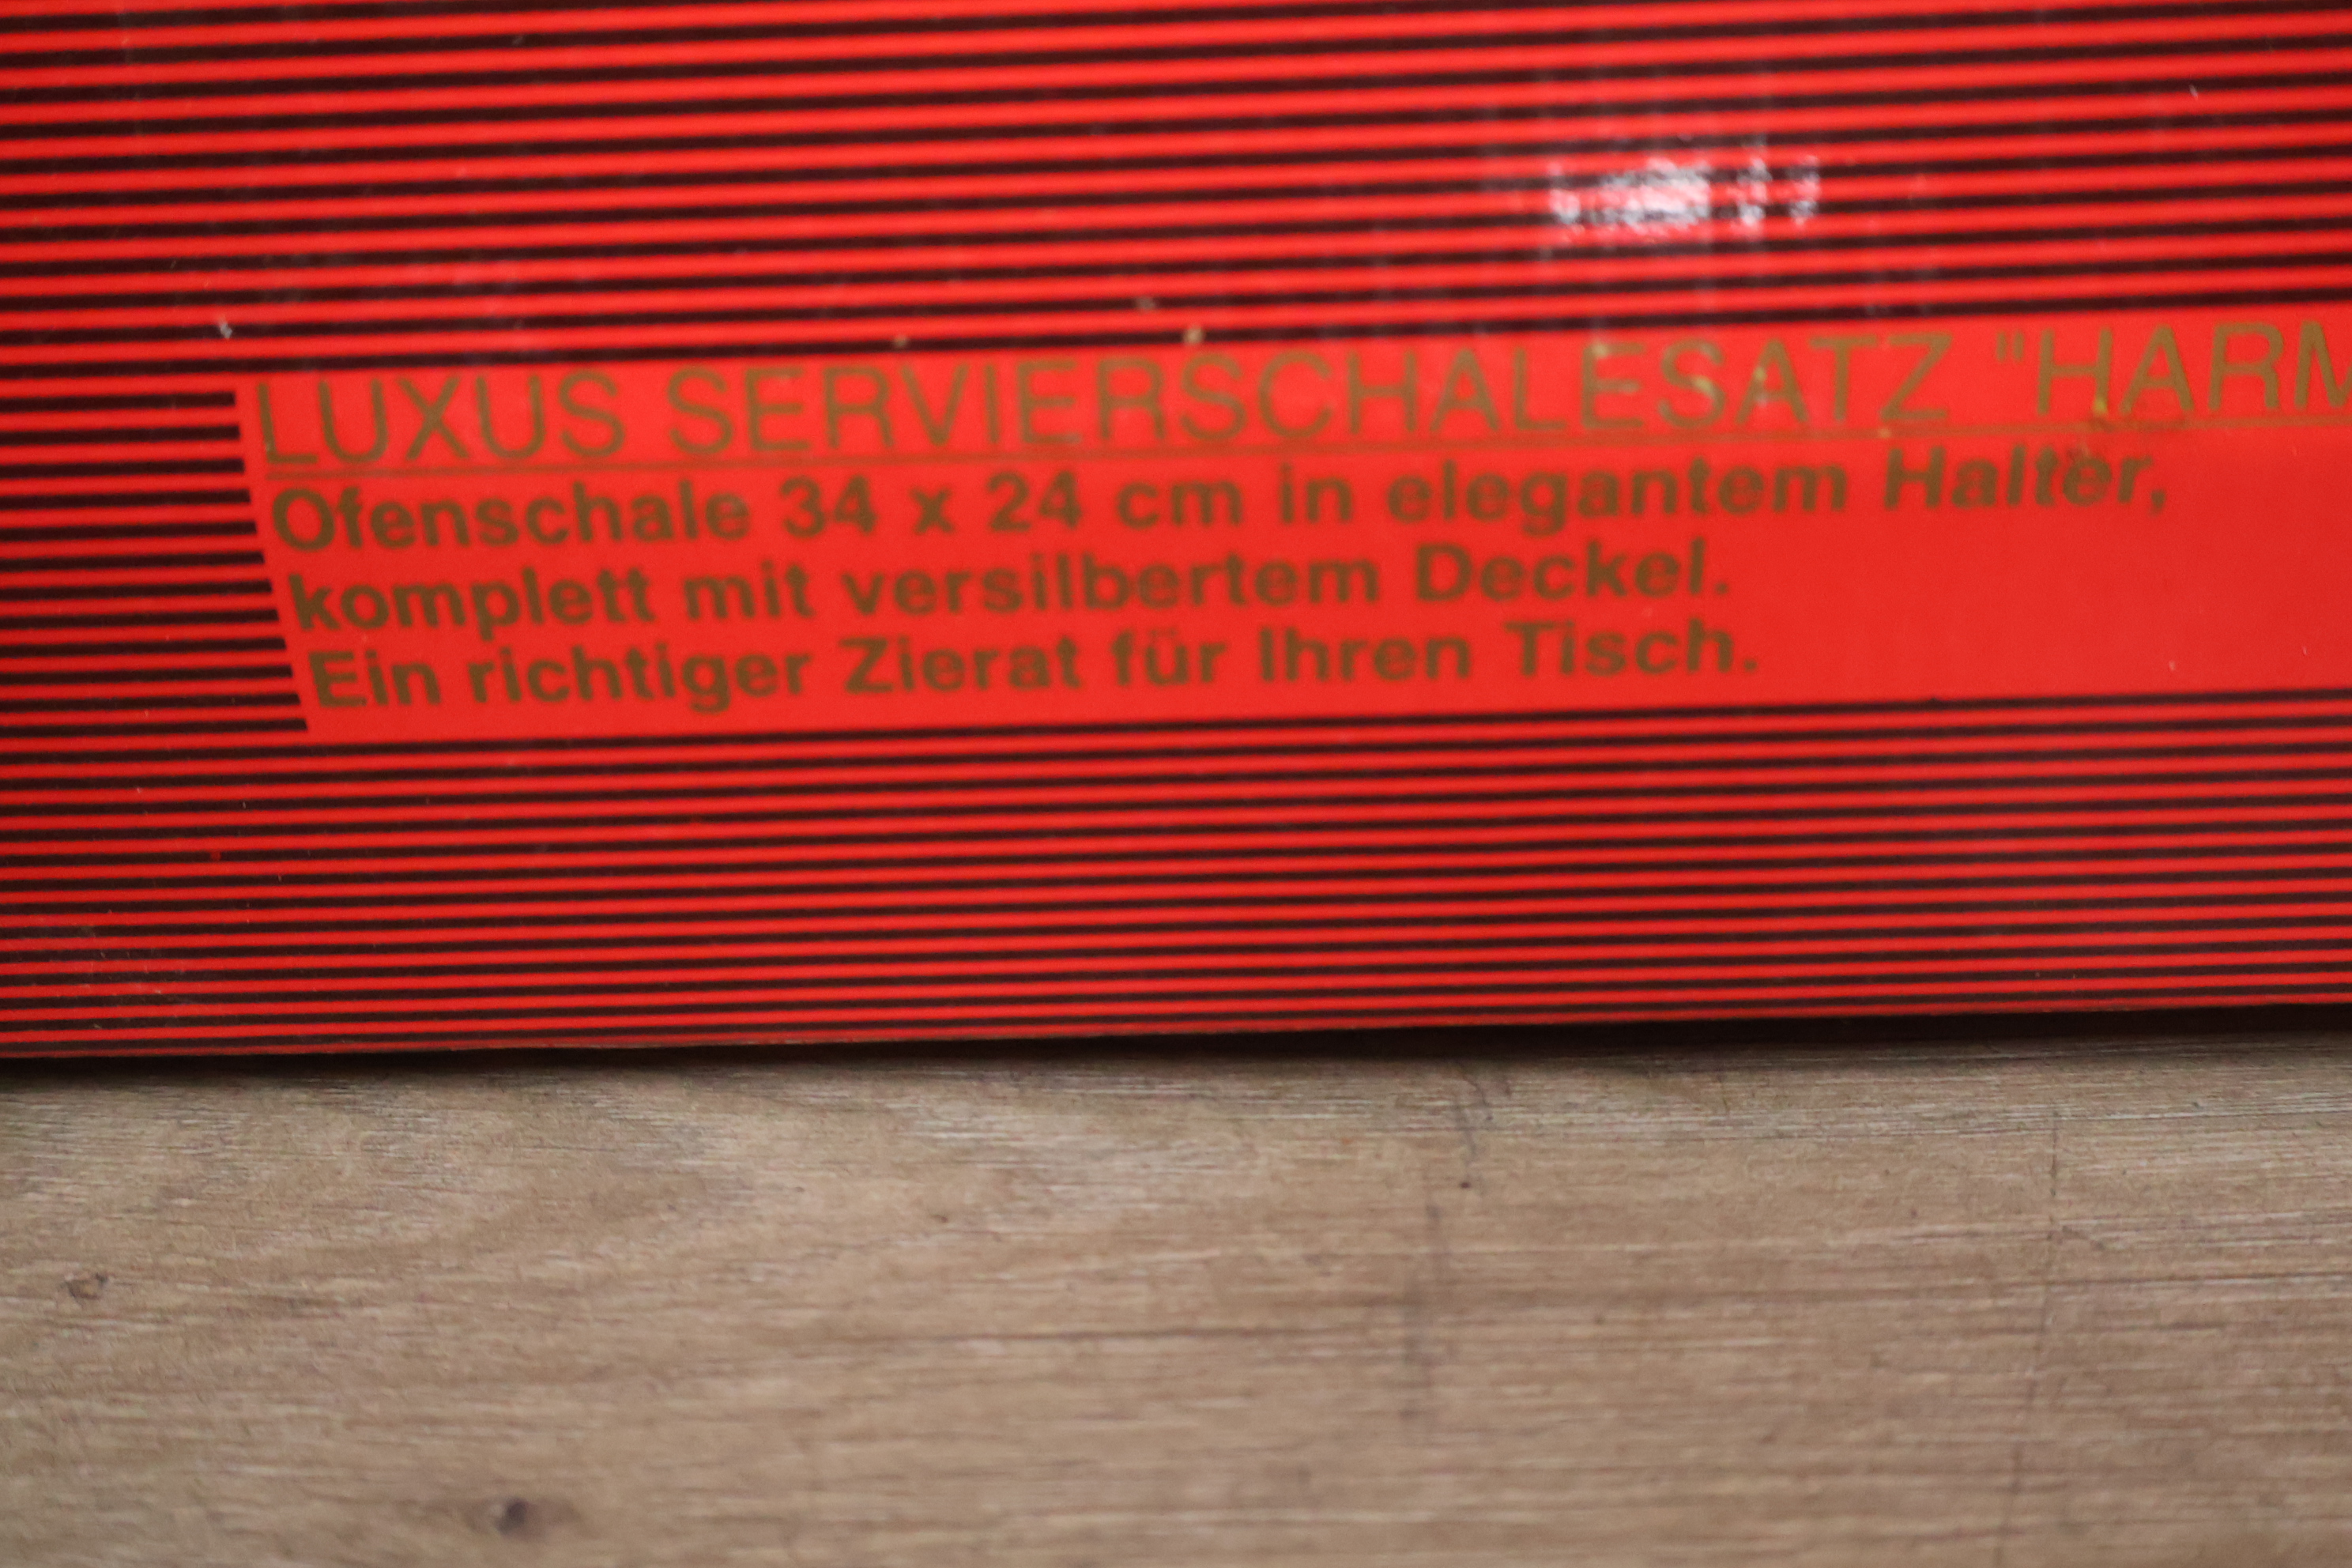 LUXUS SERVIERSCHALESATZ "HARM
Ofenschale 34 x 24 cm in elegantem Halter,
komplett mit versilbertem Deckel.
Ein richtiger Zierat für Ihren Tisch.